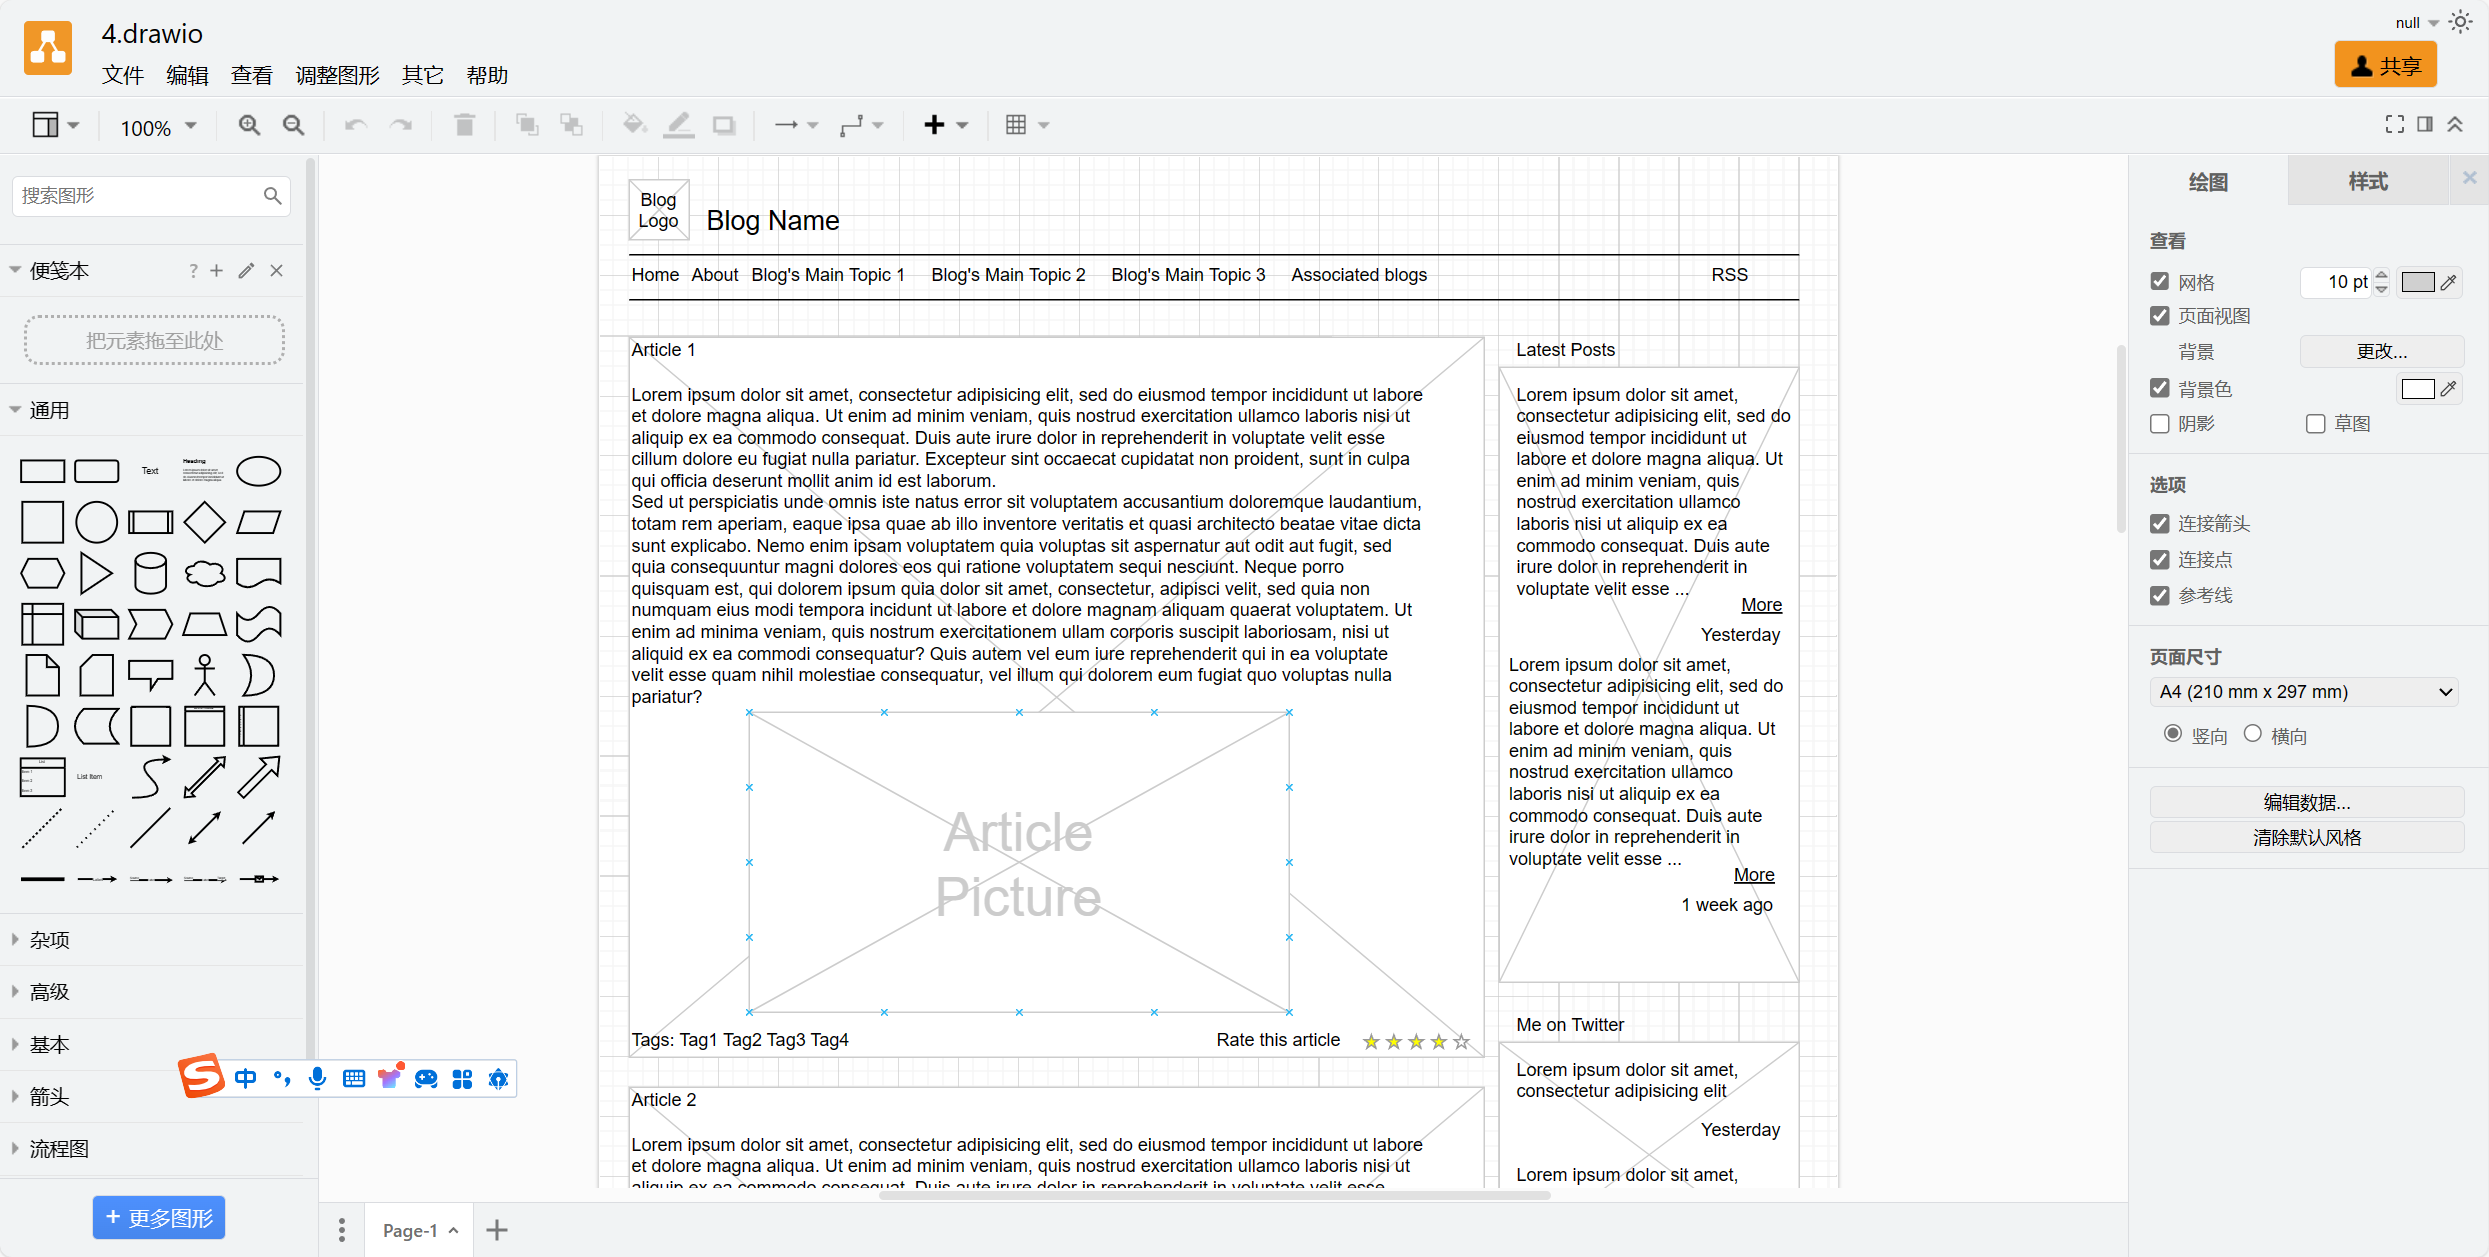 4.drawio
null
文件 编辑 查看 调整图形 其它 帮助
共享
100%
搜索图形
便笺本
?
把元素拖至此处
通用
Text
Heading
List
Item 1
Item 2
Item 3
List Item
杂项
高级
基本
箭头
流程图
+ 更多图形
中
Blog
Logo
Blog Name
Home About Blog's Main Topic 1 Blog's Main Topic 2 Blog's Main Topic 3 Associated blogs RSS
Article 1
Lorem ipsum dolor sit amet, consectetur adipisicing elit, sed do eiusmod tempor incididunt ut labore
et dolore magna aliqua. Ut enim ad minim veniam, quis nostrud exercitation ullamco laboris nisi ut
aliquip ex ea commodo consequat. Duis aute irure dolor in reprehenderit in voluptate velit esse
cillum dolore eu fugiat nulla pariatur. Excepteur sint occaecat cupidatat non proident, sunt in culpa
qui officia deserunt mollit anim id est laborum.
Sed ut perspiciatis unde omnis iste natus error sit voluptatem accusantium doloremque laudantium,
totam rem aperiam, eaque ipsa quae ab illo inventore veritatis et quasi architecto beatae vitae dicta
sunt explicabo. Nemo enim ipsam voluptatem quia voluptas sit aspernatur aut odit aut fugit, sed
quia consequuntur magni dolores eos qui ratione voluptatem sequi nesciunt. Neque porro
quisquam est, qui dolorem ipsum quia dolor sit amet, consectetur, adipisci velit, sed quia non
numquam eius modi tempora incidunt ut labore et dolore magnam aliquam quaerat voluptatem. Ut
enim ad minima veniam, quis nostrum exercitationem ullam corporis suscipit laboriosam, nisi ut
aliquid ex ea commodi consequatur? Quis autem vel eum iure reprehenderit qui in ea voluptate
velit esse quam nihil molestiae consequatur, vel illum qui dolorem eum fugiat quo voluptas nulla
pariatur?
Article
Picture
Tags: Tag1 Tag2 Tag3 Tag4
Rate this article
Article 2
Lorem ipsum dolor sit amet, consectetur adipisicing elit, sed do eiusmod tempor incididunt ut labore
et dolore magna aliqua. Ut enim ad minim veniam, quis nostrud exercitation ullamco laboris nisi ut
aliquip ex ea commodo consequat. Duis aute irure dolor in reprehenderit in voluptate velit esse
Latest Posts
Lorem ipsum dolor sit amet,
consectetur adipisicing elit, sed do
eiusmod tempor incididunt ut
labore et dolore magna aliqua. Ut
enim ad minim veniam, quis
nostrud exercitation ullamco
laboris nisi ut aliquip ex ea
commodo consequat. Duis aute
irure dolor in reprehenderit in
voluptate velit esse ...
More
Yesterday
Lorem ipsum dolor sit amet,
consectetur adipisicing elit, sed do
eiusmod tempor incididunt ut
labore et dolore magna aliqua. Ut
enim ad minim veniam, quis
nostrud exercitation ullamco
laboris nisi ut aliquip ex ea
commodo consequat. Duis aute
irure dolor in reprehenderit in
voluptate velit esse ...
More
1 week ago
Me on Twitter
Lorem ipsum dolor sit amet,
consectetur adipisicing elit
Yesterday
Lorem ipsum dolor sit amet,
Page-1
绘图 样式
查看
网格 10 pt
页面视图
背景 更改...
背景色
阴影 草图
选项
连接箭头
连接点
参考线
页面尺寸
A4 (210 mm x 297 mm)
竖向 横向
编辑数据...
清除默认风格